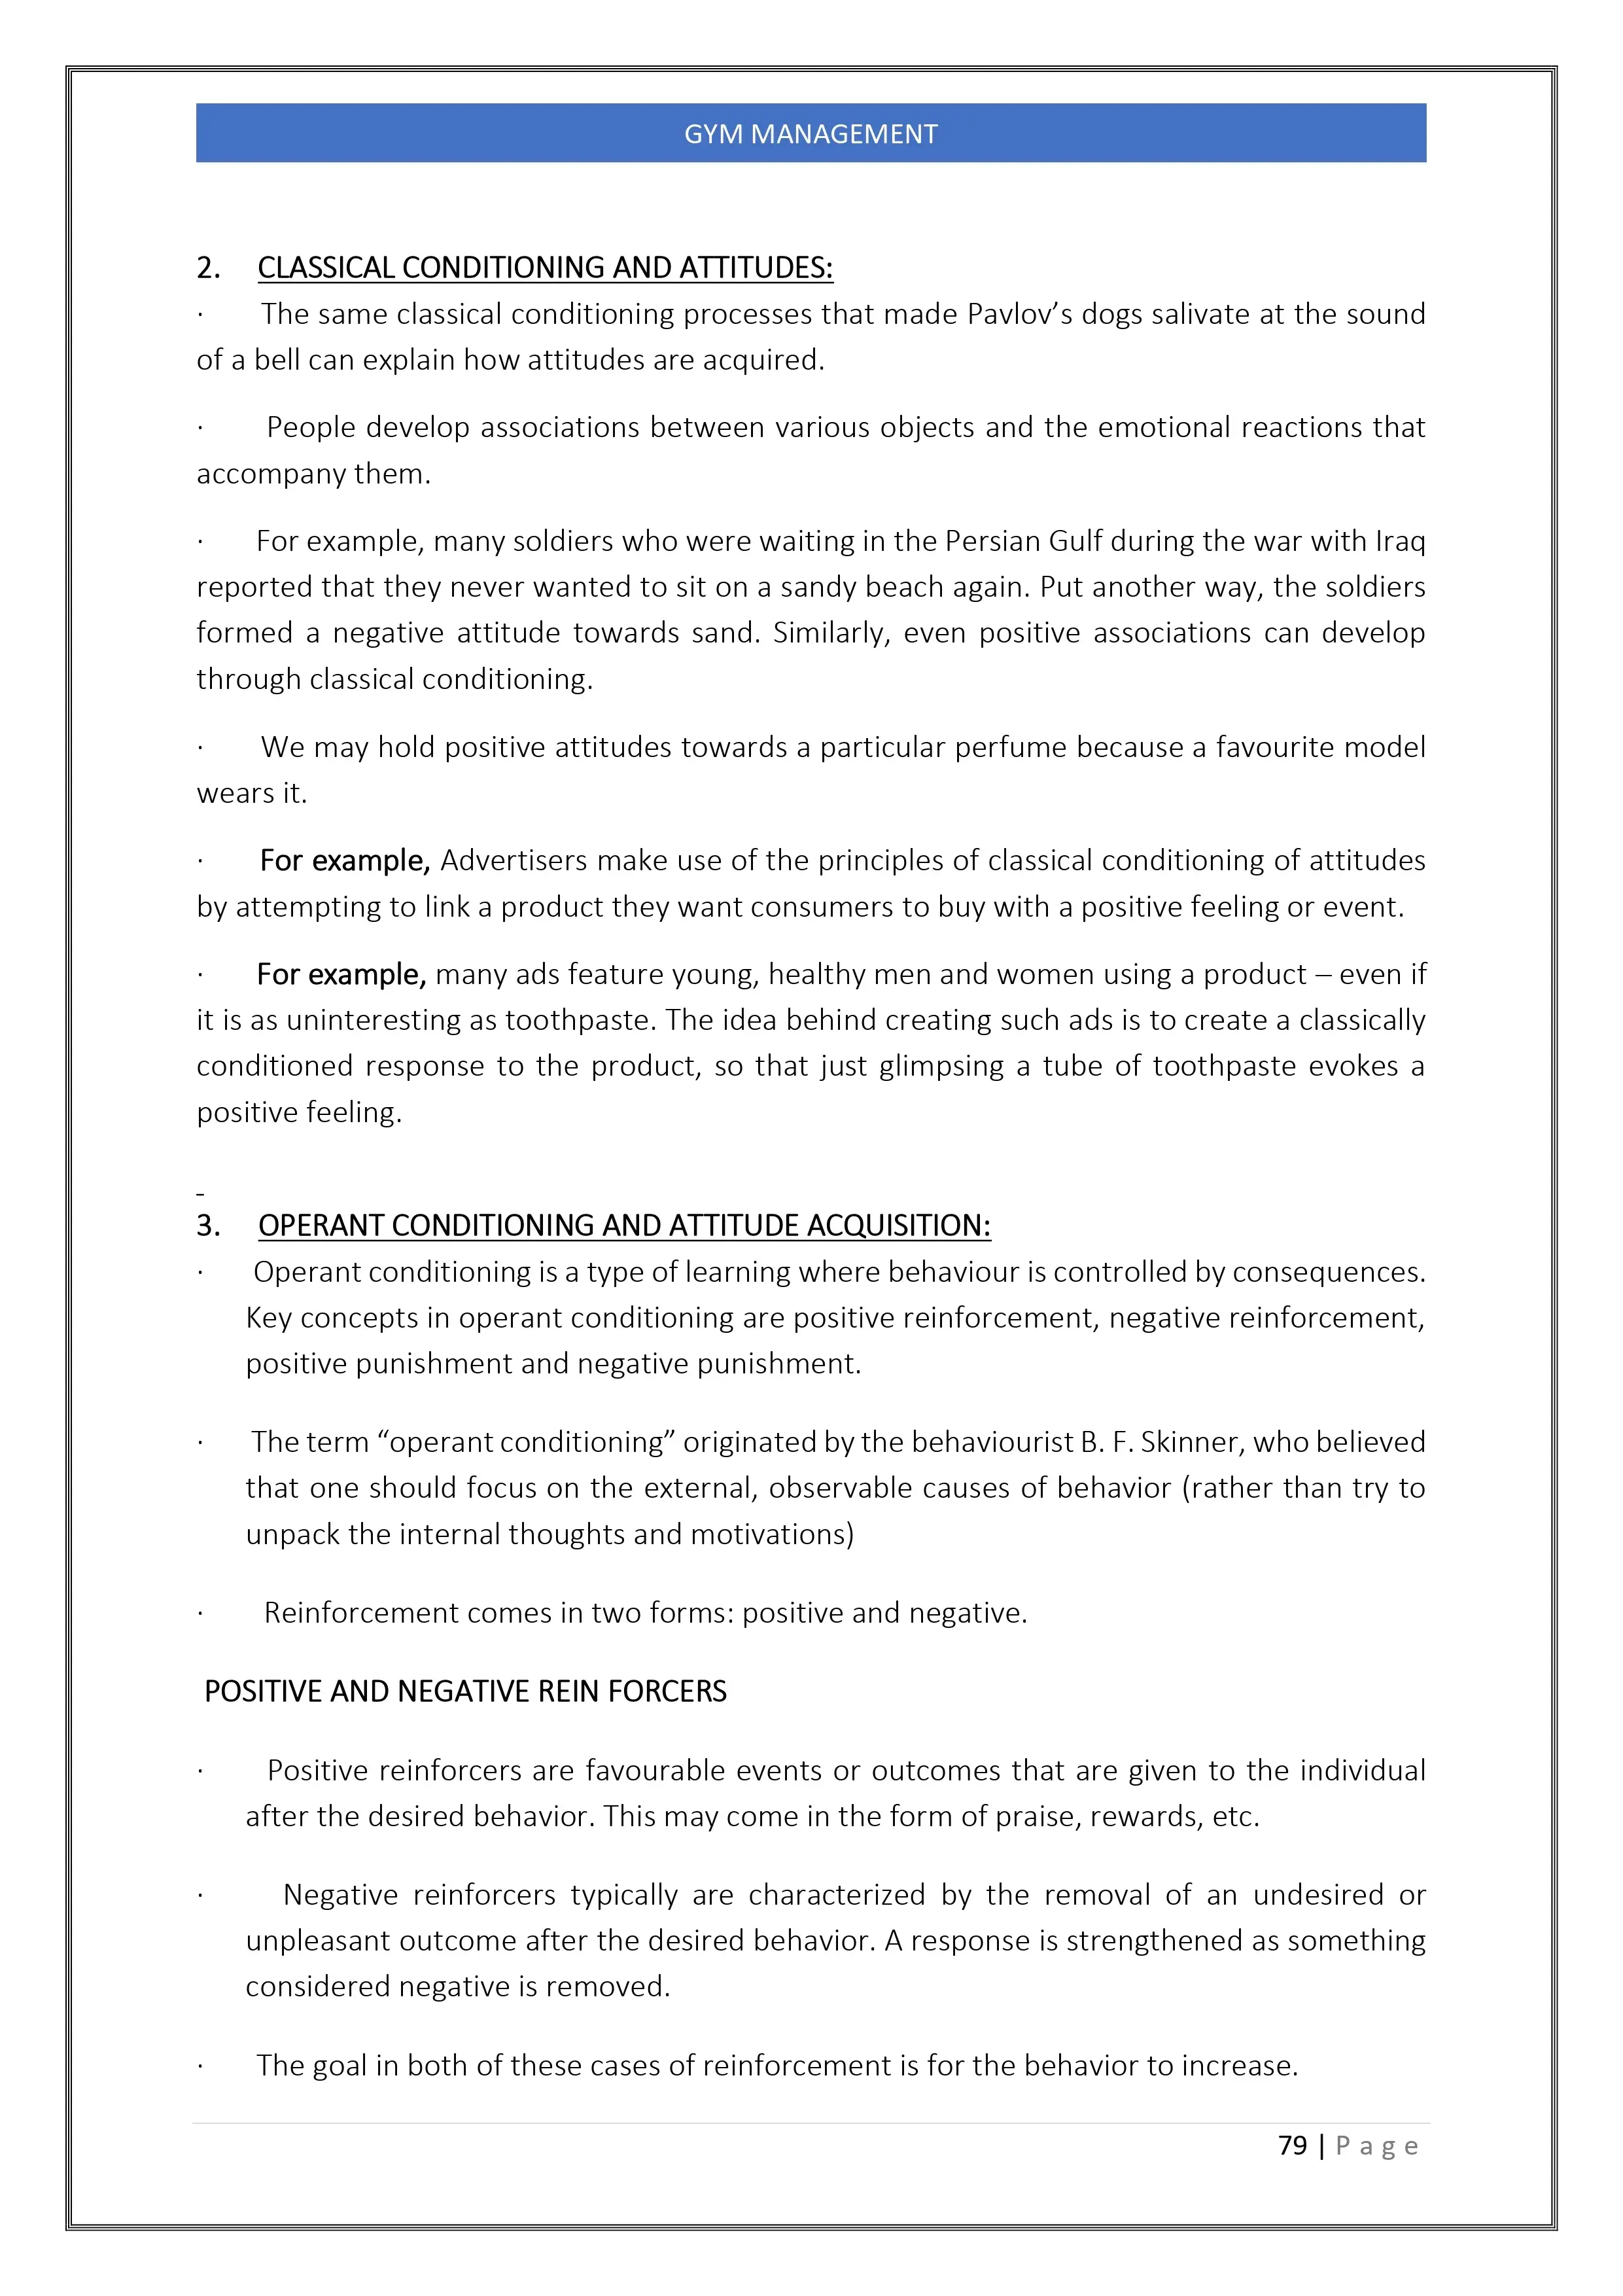 GYM MANAGEMENT
2. CLASSICAL CONDITIONING AND ATTITUDES:
· The same classical conditioning processes that made Pavlov’s dogs salivate at the sound
of a bell can explain how attitudes are acquired.
· People develop associations between various objects and the emotional reactions that
accompany them.
· For example, many soldiers who were waiting in the Persian Gulf during the war with Iraq
reported that they never wanted to sit on a sandy beach again. Put another way, the soldiers
formed a negative attitude towards sand. Similarly, even positive associations can develop
through classical conditioning.
· We may hold positive attitudes towards a particular perfume because a favourite model
wears it.
· For example, Advertisers make use of the principles of classical conditioning of attitudes
by attempting to link a product they want consumers to buy with a positive feeling or event.
· For example, many ads feature young, healthy men and women using a product – even if
it is as uninteresting as toothpaste. The idea behind creating such ads is to create a classically
conditioned response to the product, so that just glimpsing a tube of toothpaste evokes a
positive feeling.
3. OPERANT CONDITIONING AND ATTITUDE ACQUISITION:
· Operant conditioning is a type of learning where behaviour is controlled by consequences.
Key concepts in operant conditioning are positive reinforcement, negative reinforcement,
positive punishment and negative punishment.
· The term “operant conditioning” originated by the behaviourist B. F. Skinner, who believed
that one should focus on the external, observable causes of behavior (rather than try to
unpack the internal thoughts and motivations)
· Reinforcement comes in two forms: positive and negative.
POSITIVE AND NEGATIVE REIN FORCERS
· Positive reinforcers are favourable events or outcomes that are given to the individual
after the desired behavior. This may come in the form of praise, rewards, etc.
· Negative reinforcers typically are characterized by the removal of an undesired or
unpleasant outcome after the desired behavior. A response is strengthened as something
considered negative is removed.
· The goal in both of these cases of reinforcement is for the behavior to increase.
79 | P a g e